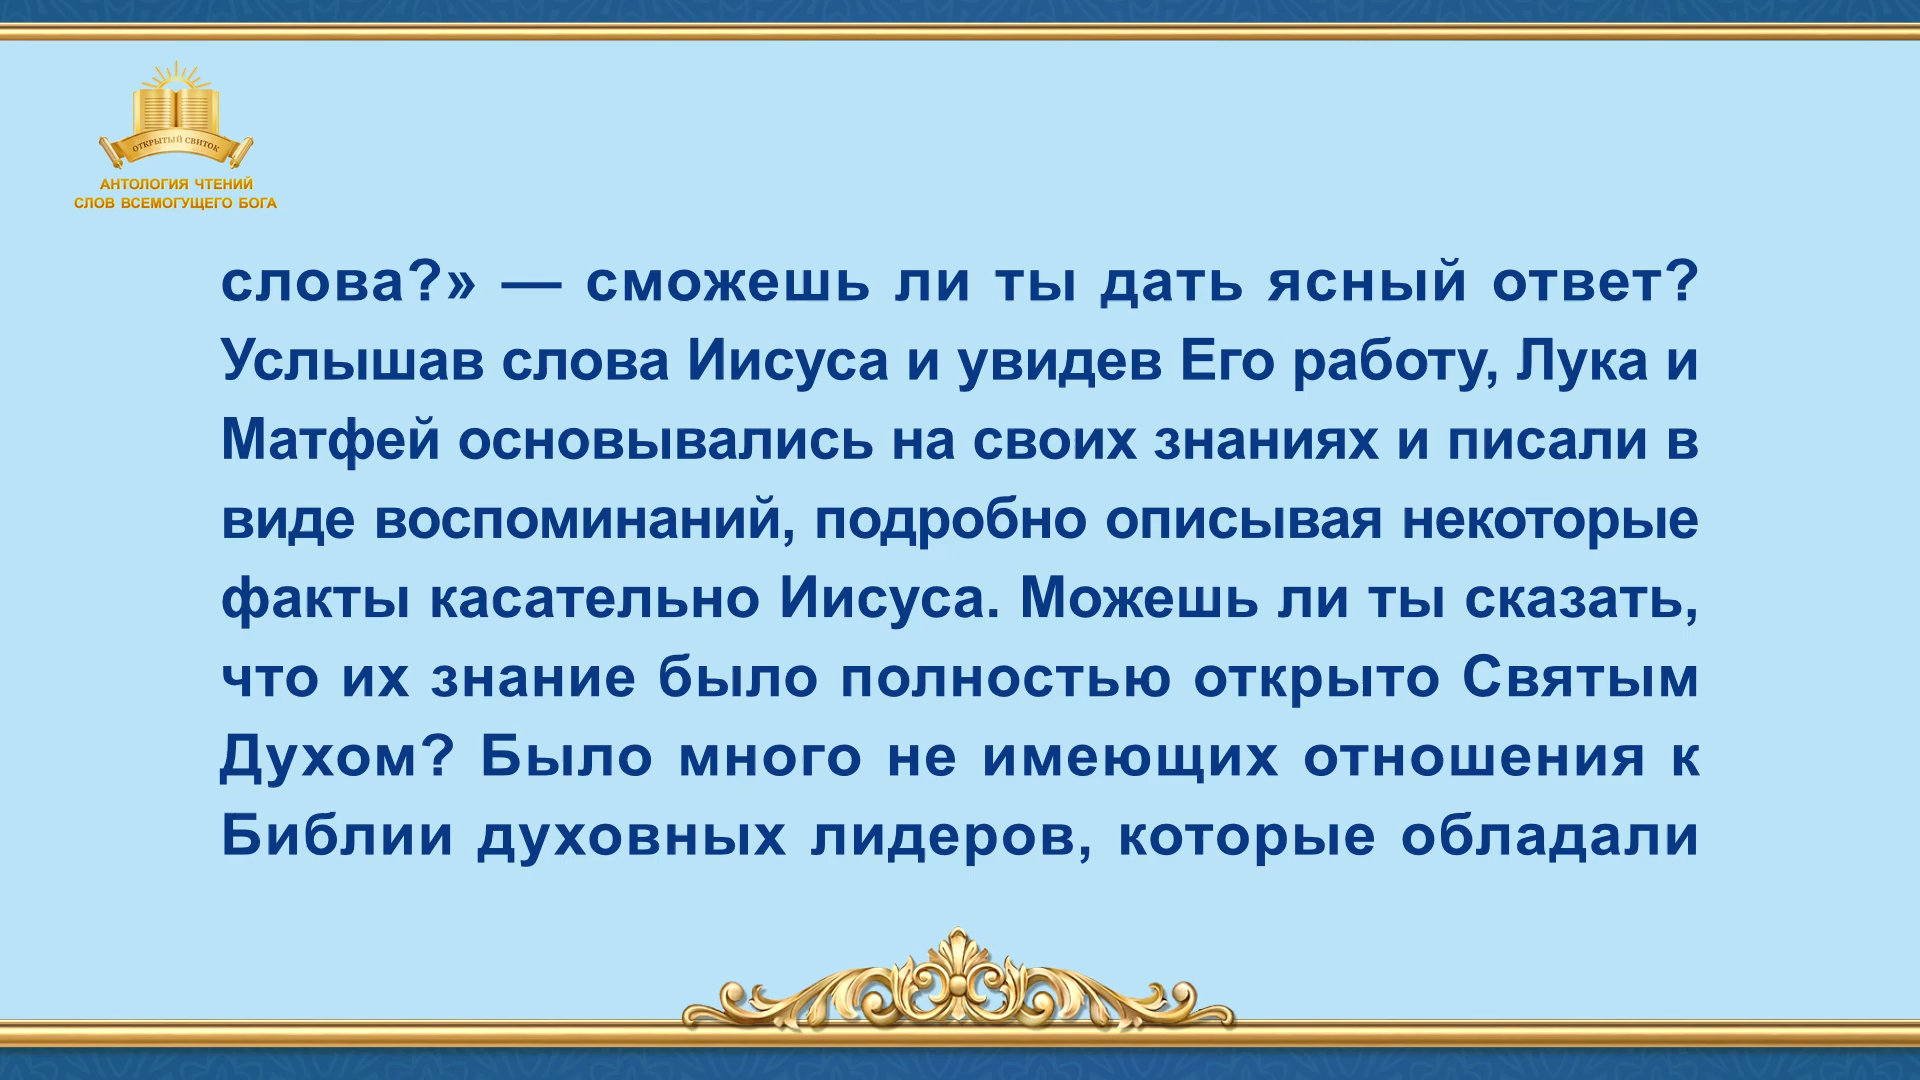 ОТКРЫТЫЙ СВИТОК
АНТОЛОГИЯ ЧТЕНИЙ
СЛОВ ВСЕМОГУЩЕГО БОГА
слова?» — сможешь ли ты дать ясный ответ?
Услышав слова Иисуса и увидев Его работу, Лука и
Матфей основывались на своих знаниях и писали в
виде воспоминаний, подробно описывая некоторые
факты касательно Иисуса. Можешь ли ты сказать,
что их знание было полностью открыто Святым
Духом? Было много не имеющих отношения к
Библии духовных лидеров, которые обладали